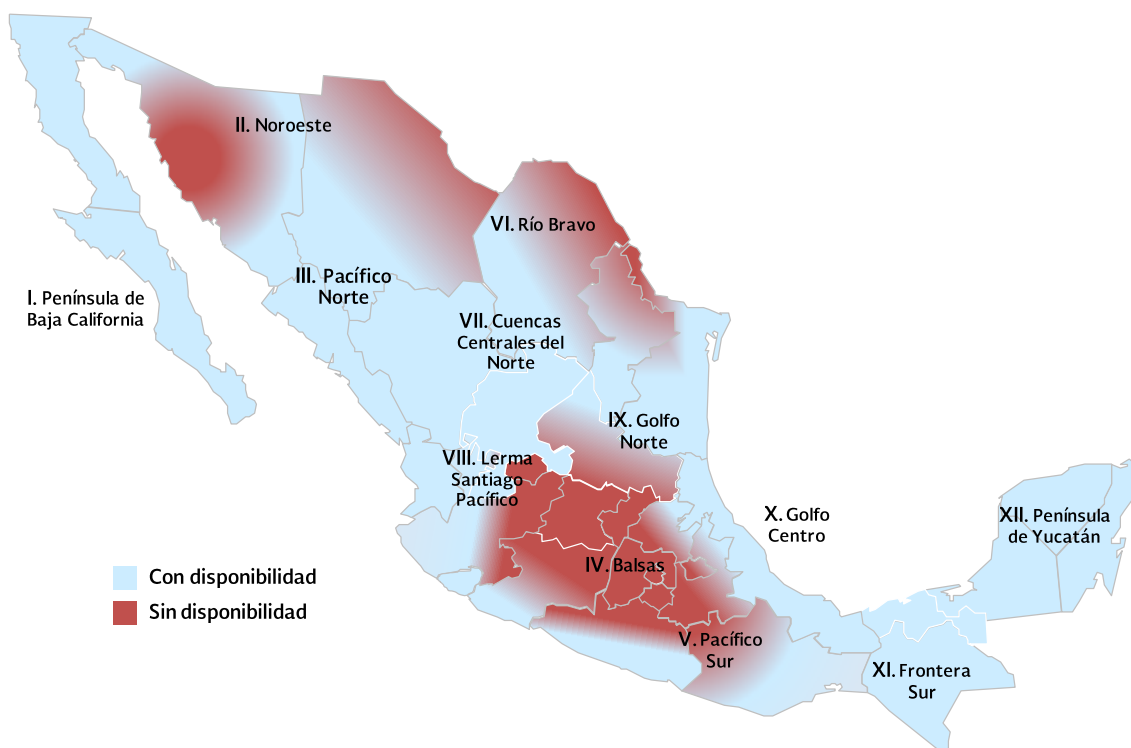 II. Noroeste
VI. Río Bravo
III. Pacífico
Norte
I. Península de
Baja California
VII. Cuencas
Centrales del
Norte
IX. Golfo
Norte
VIII. Lerma
Santiago
Pacífico
X. Golfo
Centro
XII. Península
de Yucatán
IV. Balsas
Con disponibilidad
Sin disponibilidad
V. Pacífico
Sur
XI. Frontera
Sur